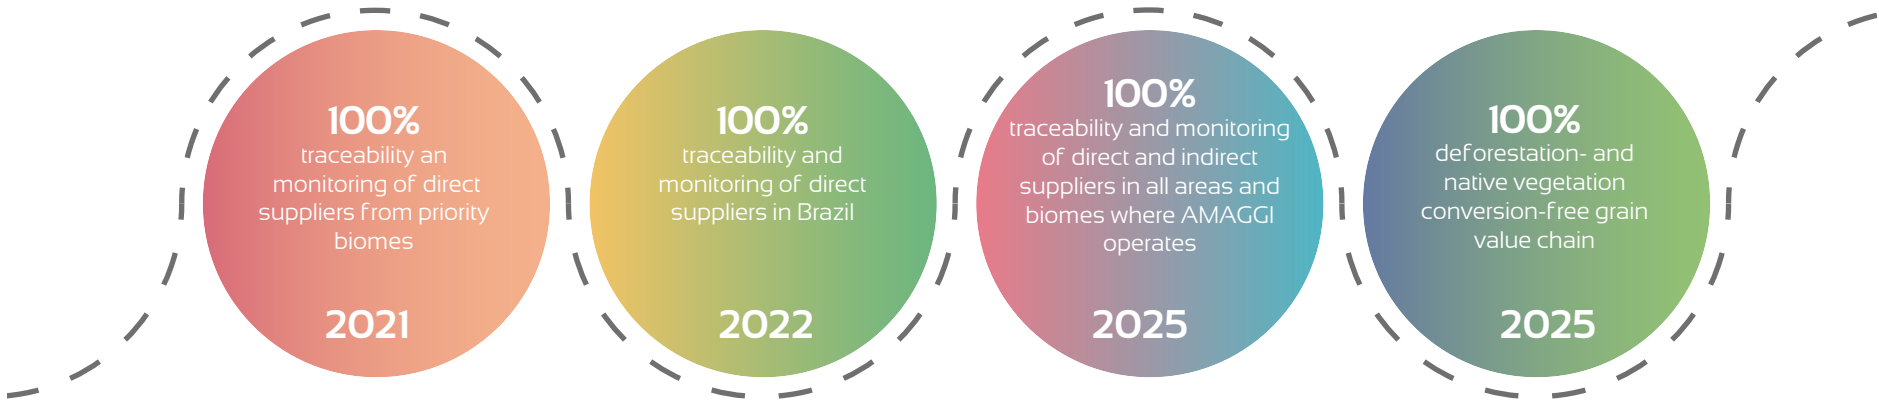 100%
traceability an
monitoring of direct
suppliers from priority
biomes
2021
100%
traceability and
monitoring of direct
suppliers in Brazil
2022
100%
traceability and monitoring
of direct and indirect
suppliers in all areas and
biomes where AMAGGI
operates
2025
100%
deforestation- and
native vegetation
conversion-free grain
value chain
2025